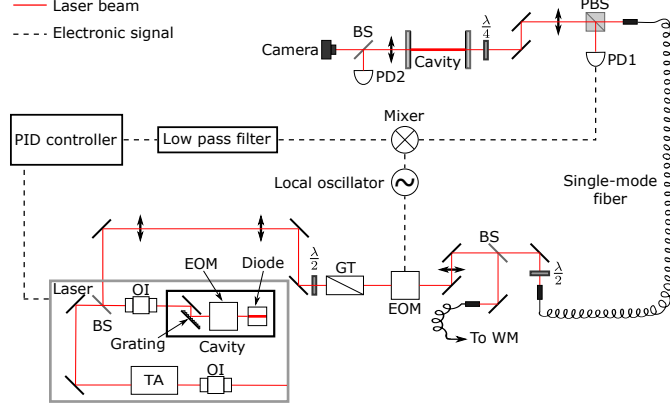 Laser beam
Electronic signal
PBS
BS
λ/4
Camera
PD2
Cavity
PD1
Mixer
PID controller
Low pass filter
Local oscillator
Single-mode
fiber
EOM
Diode
λ/2
GT
BS
Laser
OI
λ/2
BS
EOM
Grating
Cavity
To WM
TA
OI